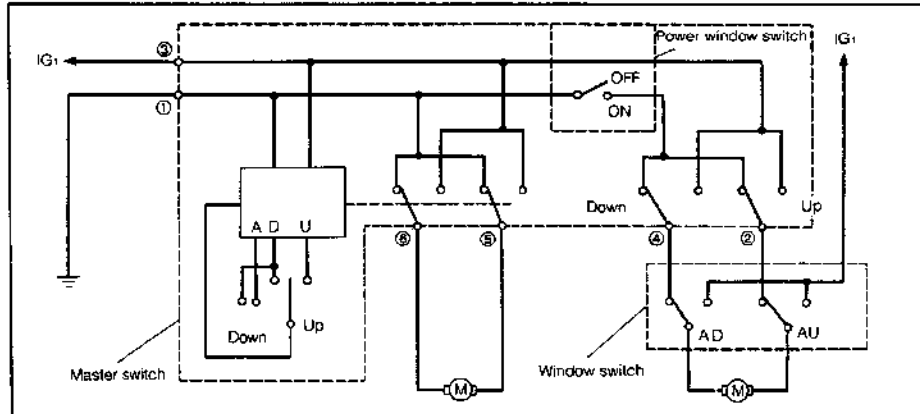 Power window switch
IG1
IG1
③
OFF
①
ON
A D U
Down
Up
⑥
⑤
④
②
Down
Up
A D
AU
Master switch
Window switch
M
M